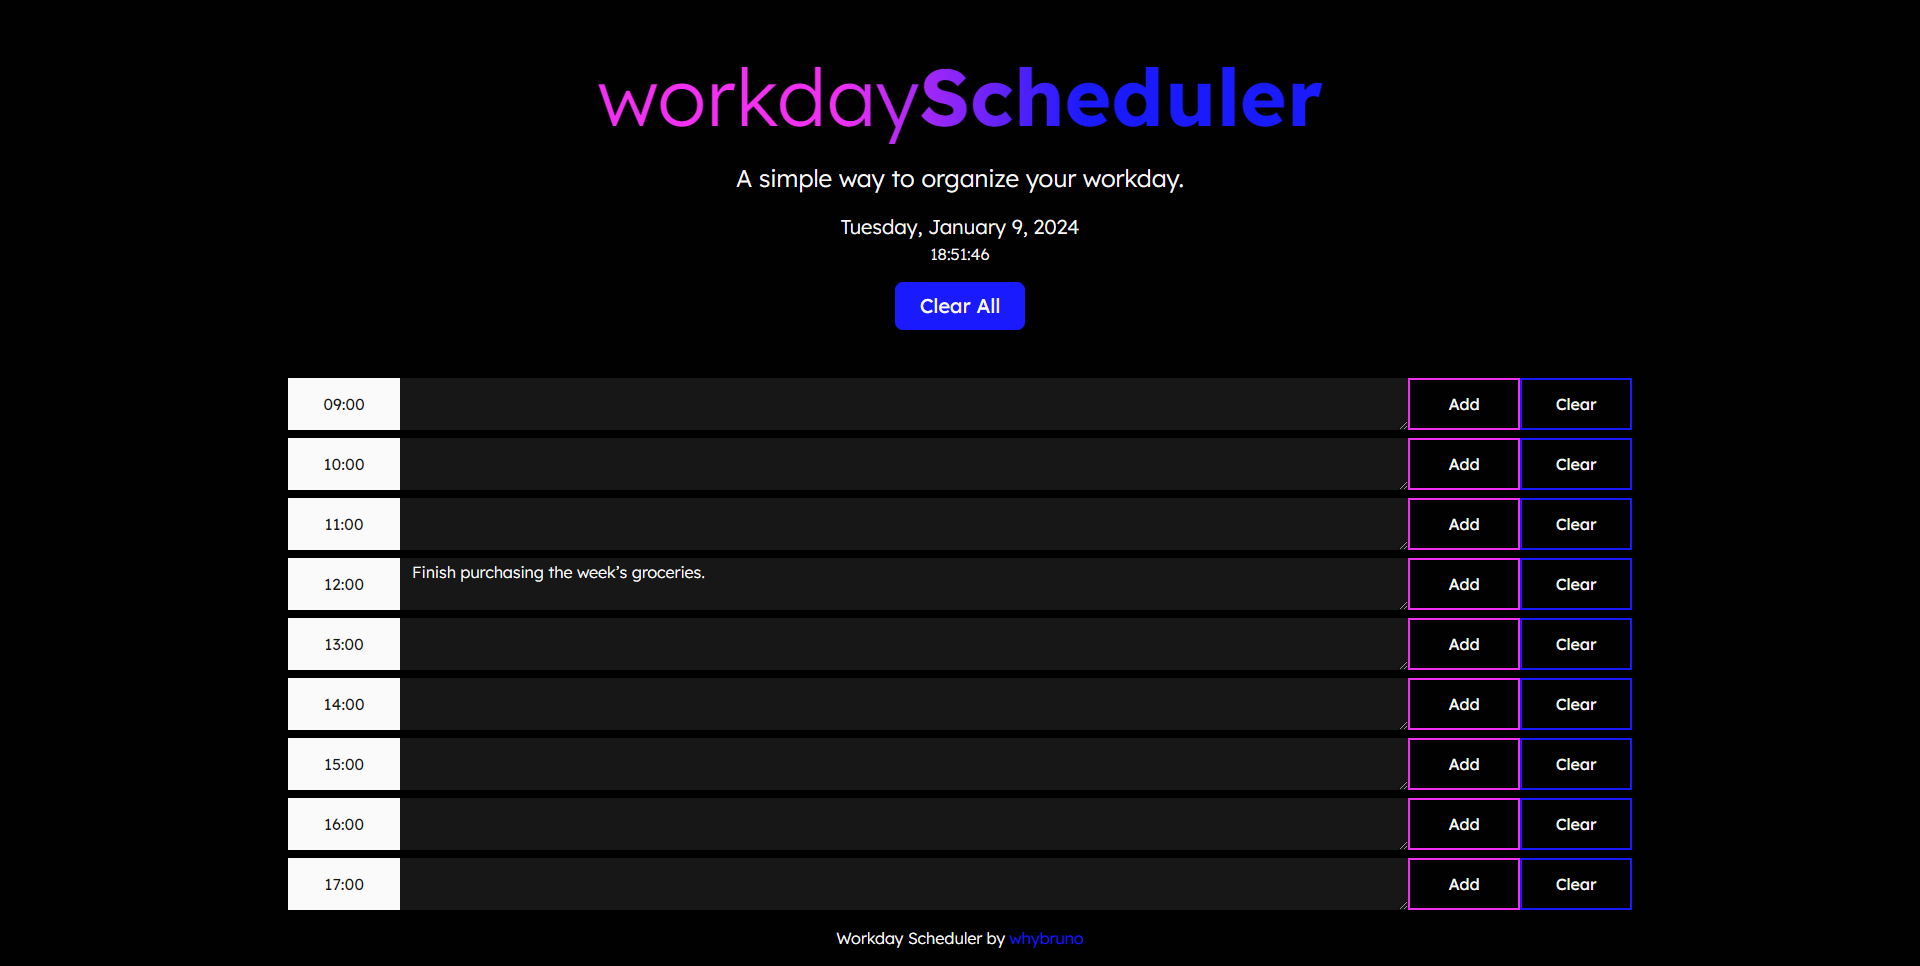 workdayScheduler
A simple way to organize your workday.
Tuesday, January 9, 2024
18:51:46
Clear All
09:00 Add Clear
10:00 Add Clear
11:00 Add Clear
12:00 Finish purchasing the week’s groceries. Add Clear
13:00 Add Clear
14:00 Add Clear
15:00 Add Clear
16:00 Add Clear
17:00 Add Clear
Workday Scheduler by whybruno